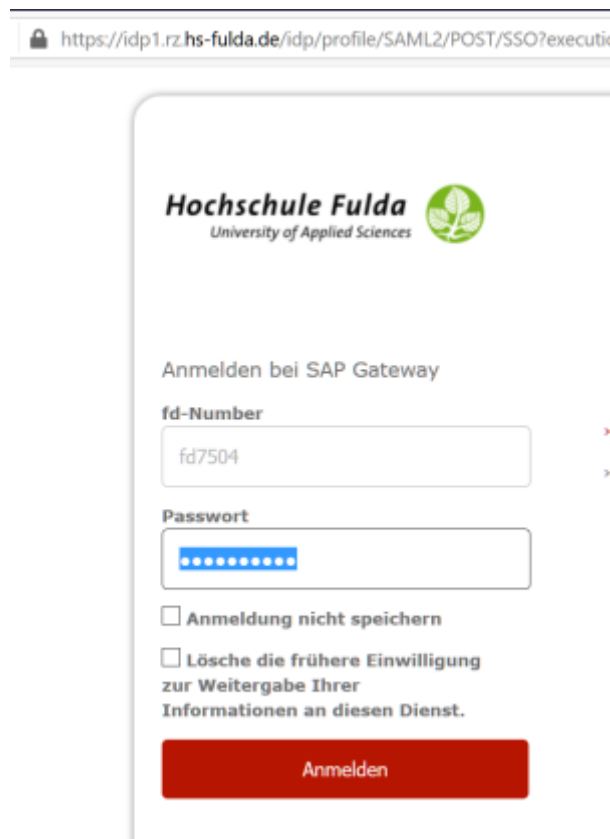 https://idp1.rz.hs-fulda.de/idp/profile/SAML2/POST/SSO?executi
Hochschule Fulda
University of Applied Sciences
Anmelden bei SAP Gateway
fd-Number
fd7504
Passwort
••••••••••
Anmeldung nicht speichern
Lösche die frühere Einwilligung
zur Weitergabe Ihrer
Informationen an diesen Dienst.
Anmelden